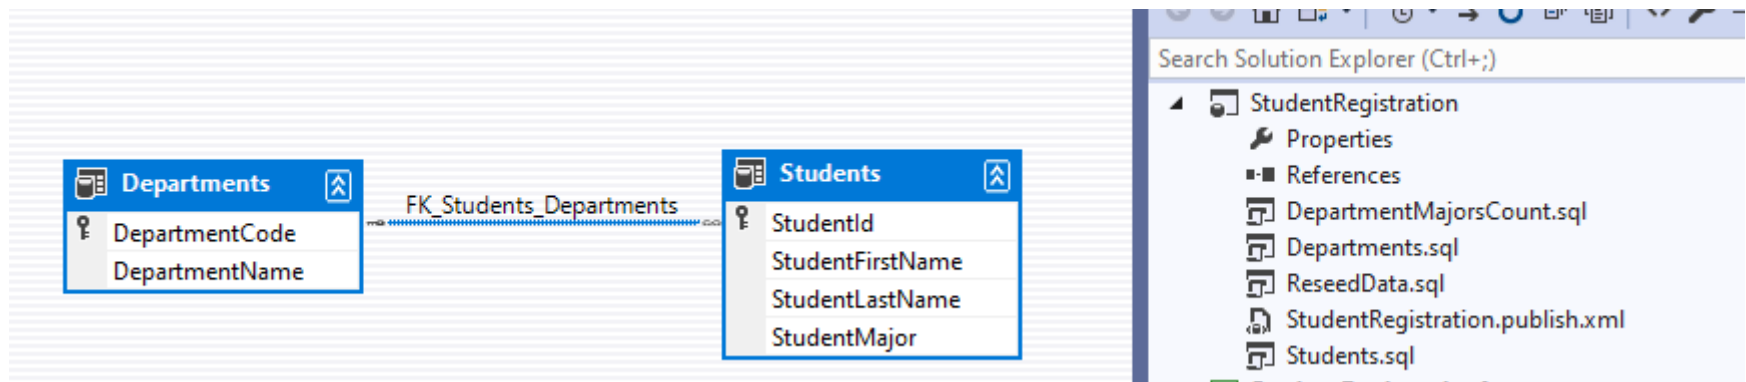 Departments
DepartmentCode
DepartmentName
FK_Students_Departments
Students
StudentId
StudentFirstName
StudentLastName
StudentMajor
Search Solution Explorer (Ctrl+;)
StudentRegistration
Properties
References
DepartmentMajorsCount.sql
Departments.sql
ReseedData.sql
StudentRegistration.publish.xml
Students.sql